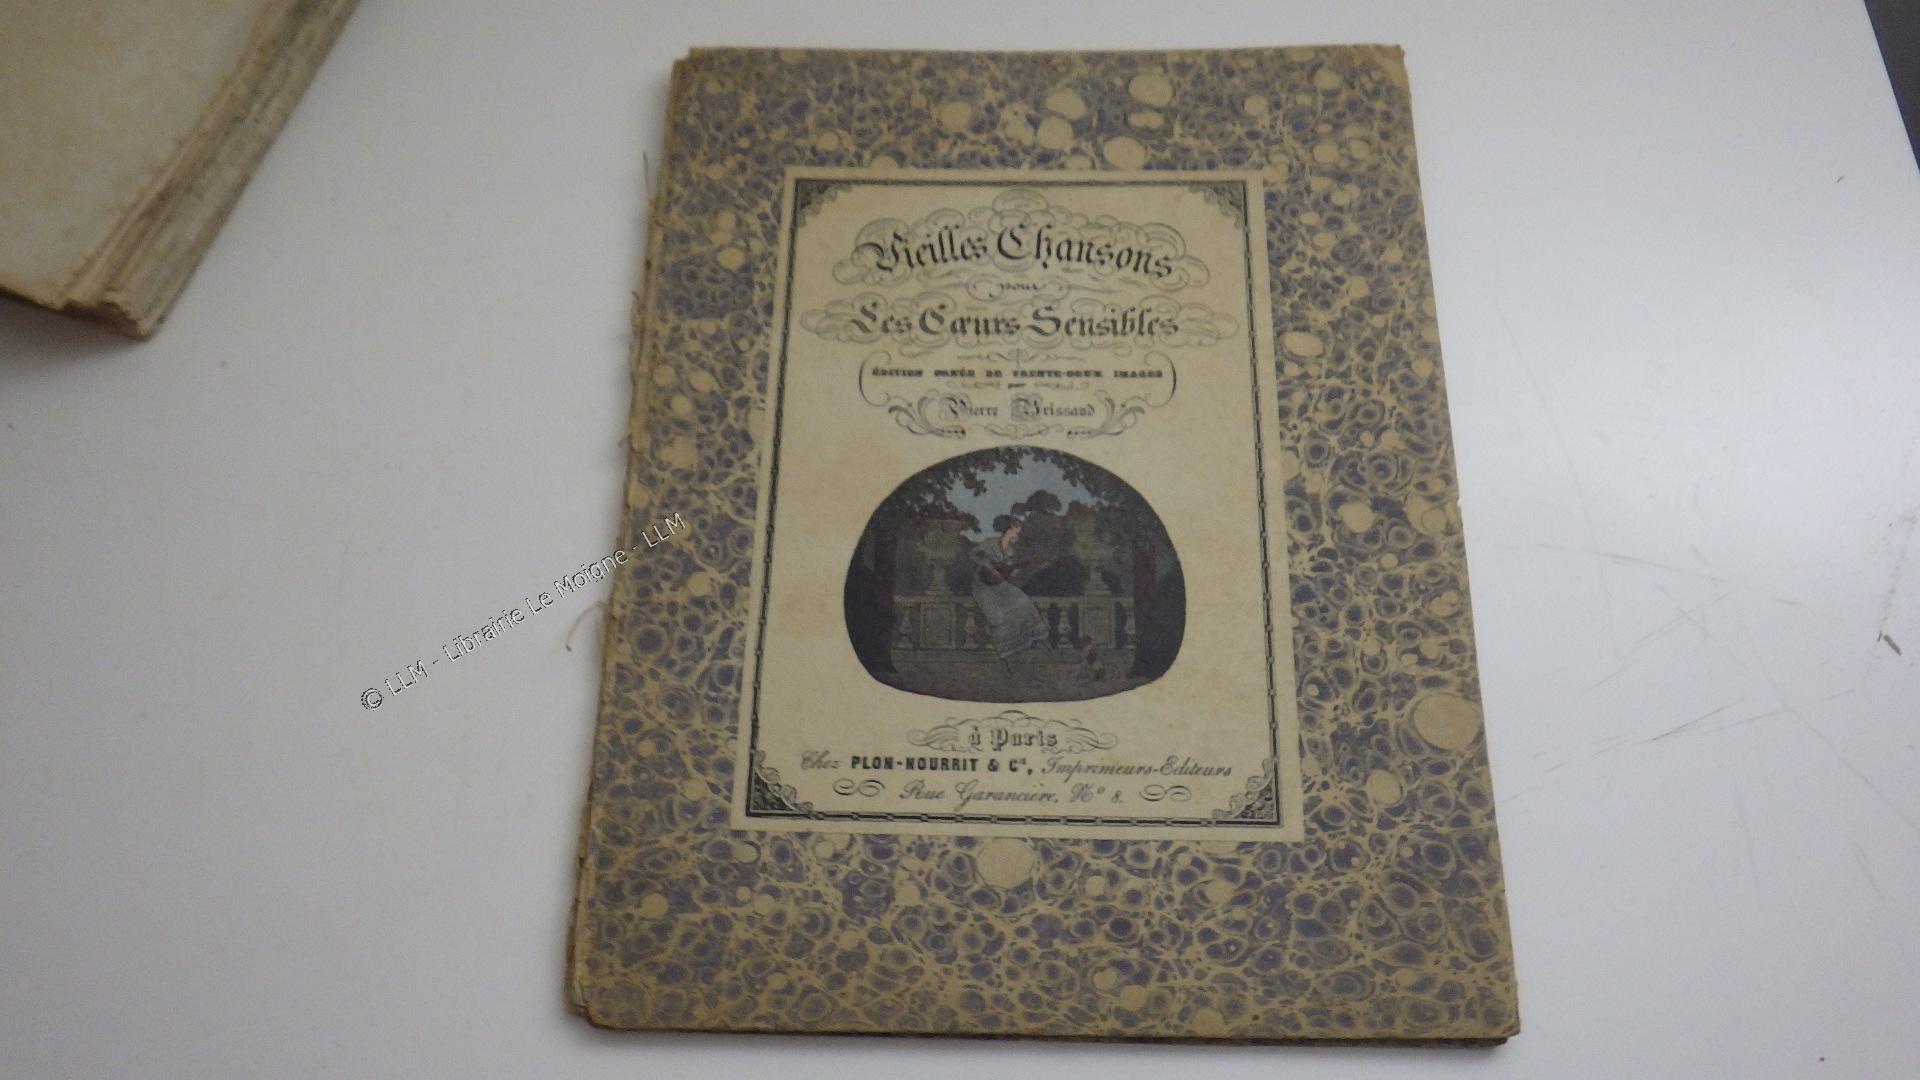 Vieilles Chansons
pour
Les Cœurs Sensibles
ÉDITION ORNÉE DE TRENTE-DEUX IMAGES
par
Pierre Brissaud
à Paris
Chez PLON-NOURRIT & Cie, Imprimeurs-Editeurs
Rue Garancière, No 8.
© LLM - Librairie Le Moigne - LLM